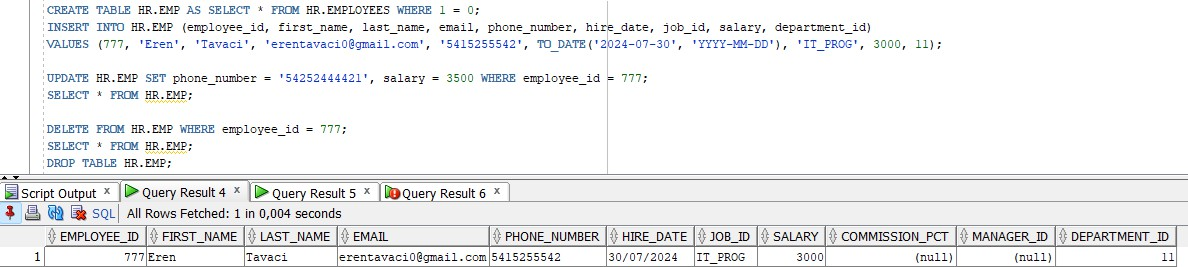 CREATE TABLE HR.EMP AS SELECT * FROM HR.EMPLOYEES WHERE 1 = 0;
INSERT INTO HR.EMP (employee_id, first_name, last_name, email, phone_number, hire_date, job_id, salary, department_id)
VALUES (777, 'Eren', 'Tavaci', 'erentavaci0@gmail.com', '5415255542', TO_DATE('2024-07-30', 'YYYY-MM-DD'), 'IT_PROG', 3000, 11);
UPDATE HR.EMP SET phone_number = '54252444421', salary = 3500 WHERE employee_id = 777;
SELECT * FROM HR.EMP;
DELETE FROM HR.EMP WHERE employee_id = 777;
SELECT * FROM HR.EMP;
DROP TABLE HR.EMP;
Script Output x Query Result 4 x Query Result 5 x Query Result 6 x
SQL All Rows Fetched: 1 in 0,004 seconds
EMPLOYEE_ID FIRST_NAME LAST_NAME EMAIL PHONE_NUMBER HIRE_DATE JOB_ID SALARY COMMISSION_PCT MANAGER_ID DEPARTMENT_ID
1 777 Eren Tavaci erentavaci0@gmail.com 5415255542 30/07/2024 IT_PROG 3000 (null) (null) 11